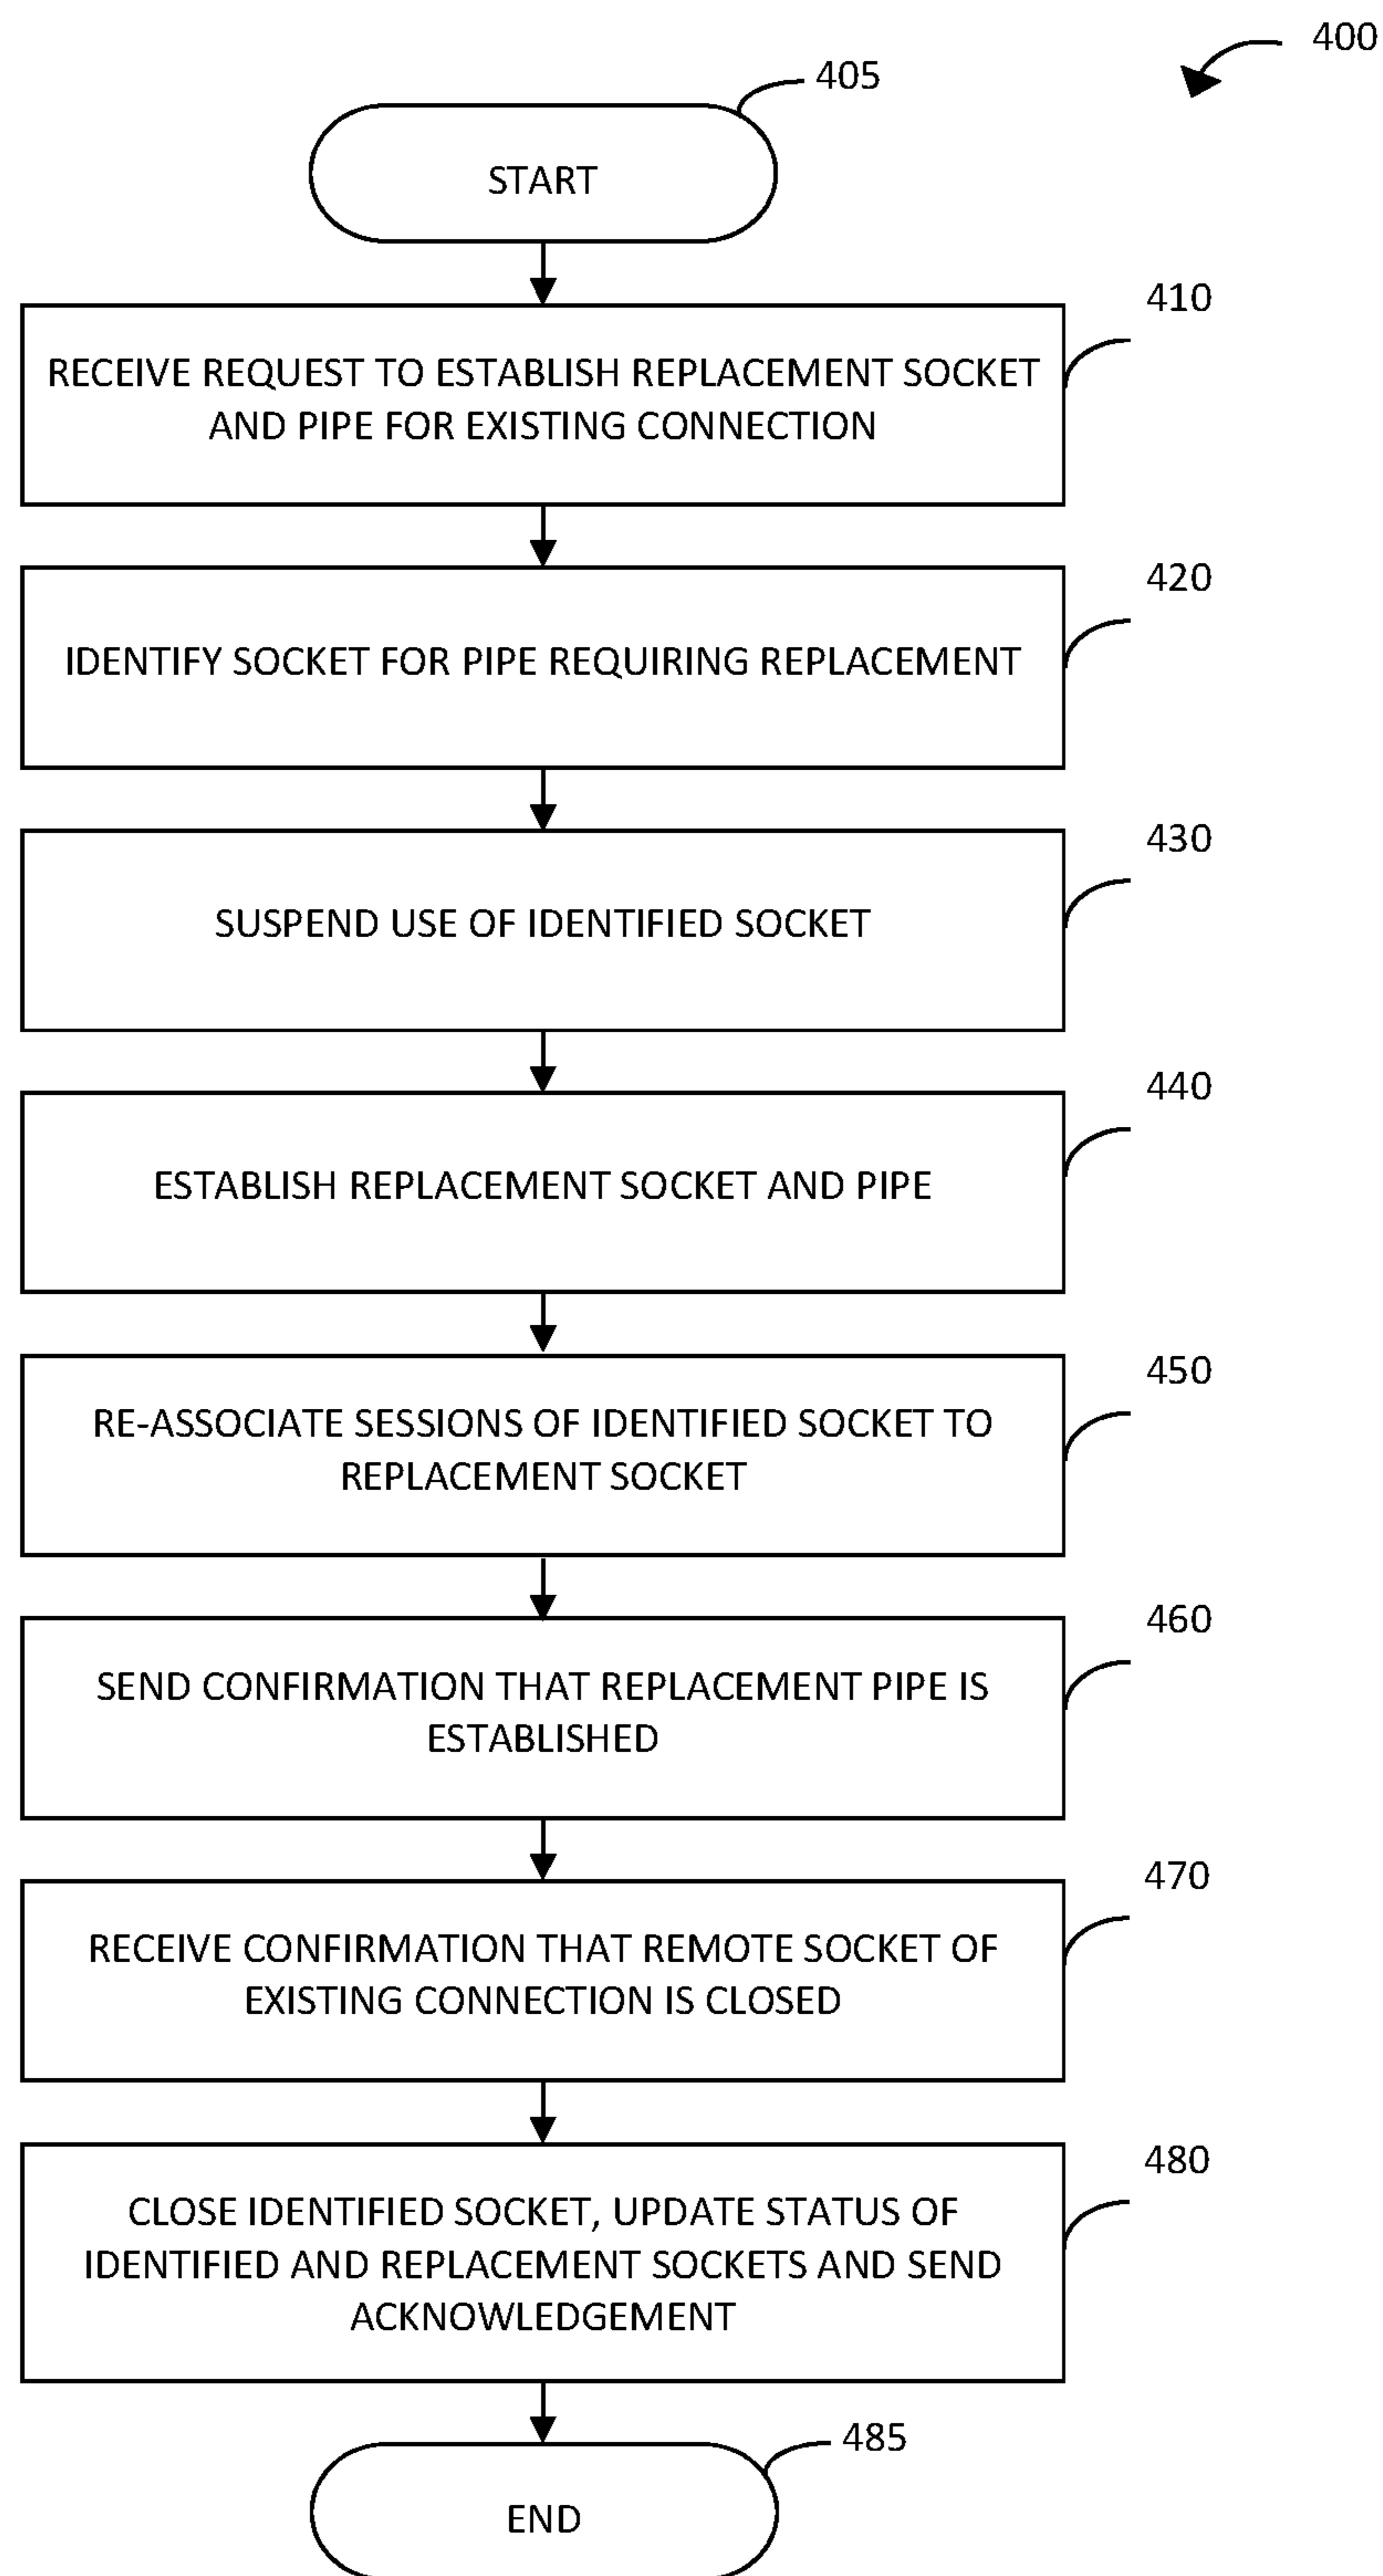 400
405
START
410
RECEIVE REQUEST TO ESTABLISH REPLACEMENT SOCKET
AND PIPE FOR EXISTING CONNECTION
420
IDENTIFY SOCKET FOR PIPE REQUIRING REPLACEMENT
430
SUSPEND USE OF IDENTIFIED SOCKET
440
ESTABLISH REPLACEMENT SOCKET AND PIPE
450
RE-ASSOCIATE SESSIONS OF IDENTIFIED SOCKET TO
REPLACEMENT SOCKET
460
SEND CONFIRMATION THAT REPLACEMENT PIPE IS
ESTABLISHED
470
RECEIVE CONFIRMATION THAT REMOTE SOCKET OF
EXISTING CONNECTION IS CLOSED
480
CLOSE IDENTIFIED SOCKET, UPDATE STATUS OF
IDENTIFIED AND REPLACEMENT SOCKETS AND SEND
ACKNOWLEDGEMENT
485
END